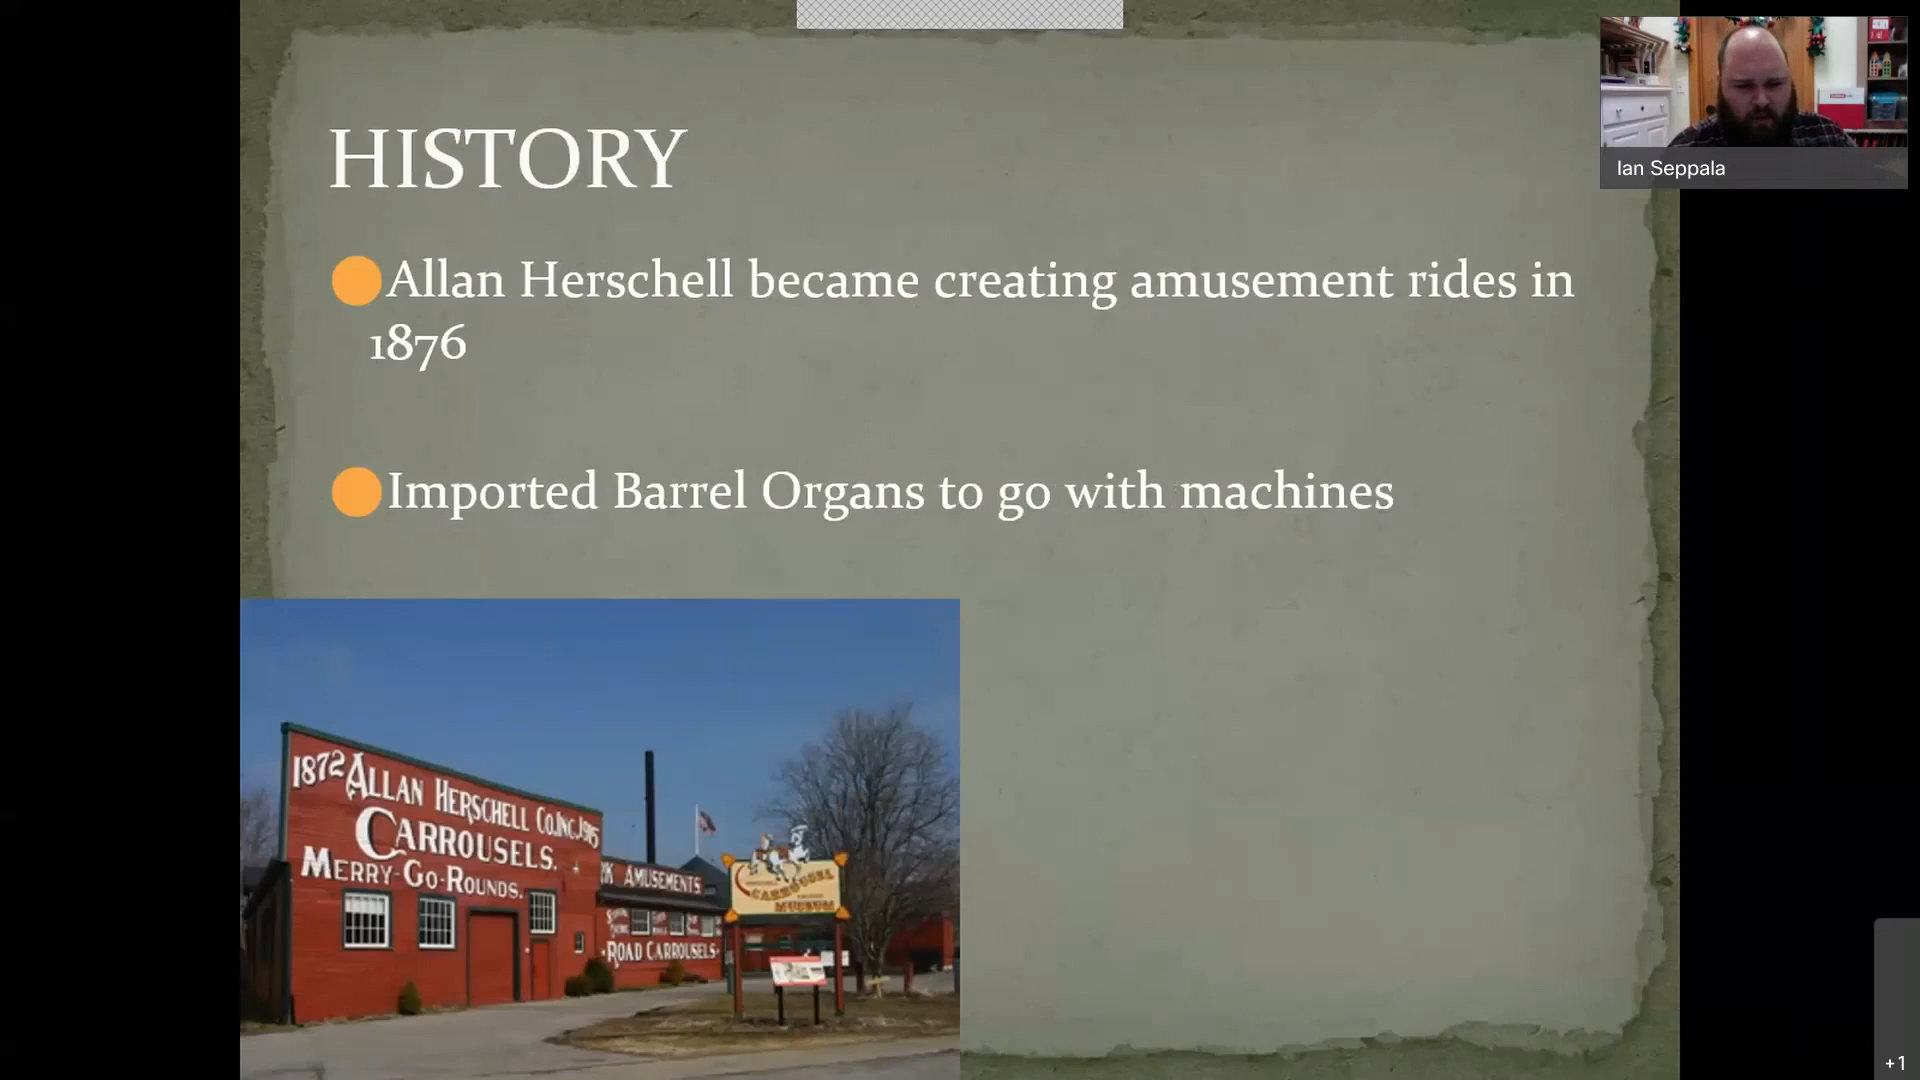 HISTORY
Allan Herschell became creating amusement rides in
1876
Imported Barrel Organs to go with machines
1872 ALLAN HERSCHELL CO. INC. 1915
CARROUSELS.
MERRY-GO-ROUNDS.
AMUSEMENTS
ROAD CARROUSELS
CARROUSEL
MUSEUM
Ian Seppala
+1